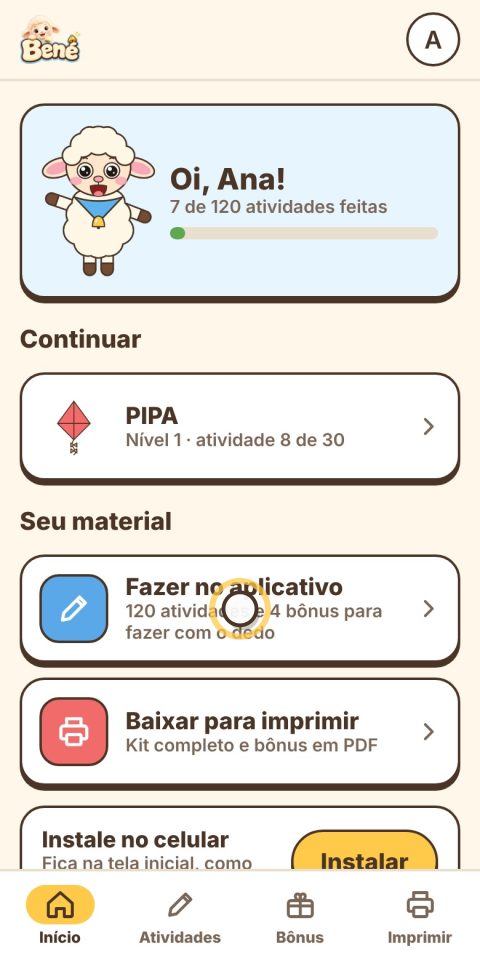 Bené
A
Oi, Ana!
7 de 120 atividades feitas
Continuar
PIPA
Nível 1 · atividade 8 de 30
Seu material
Fazer no aplicativo
120 atividades e 4 bônus para
fazer com o dedo
Baixar para imprimir
Kit completo e bônus em PDF
Instale no celular
Fica na tela inicial, como
Instalar
Início
Atividades
Bônus
Imprimir